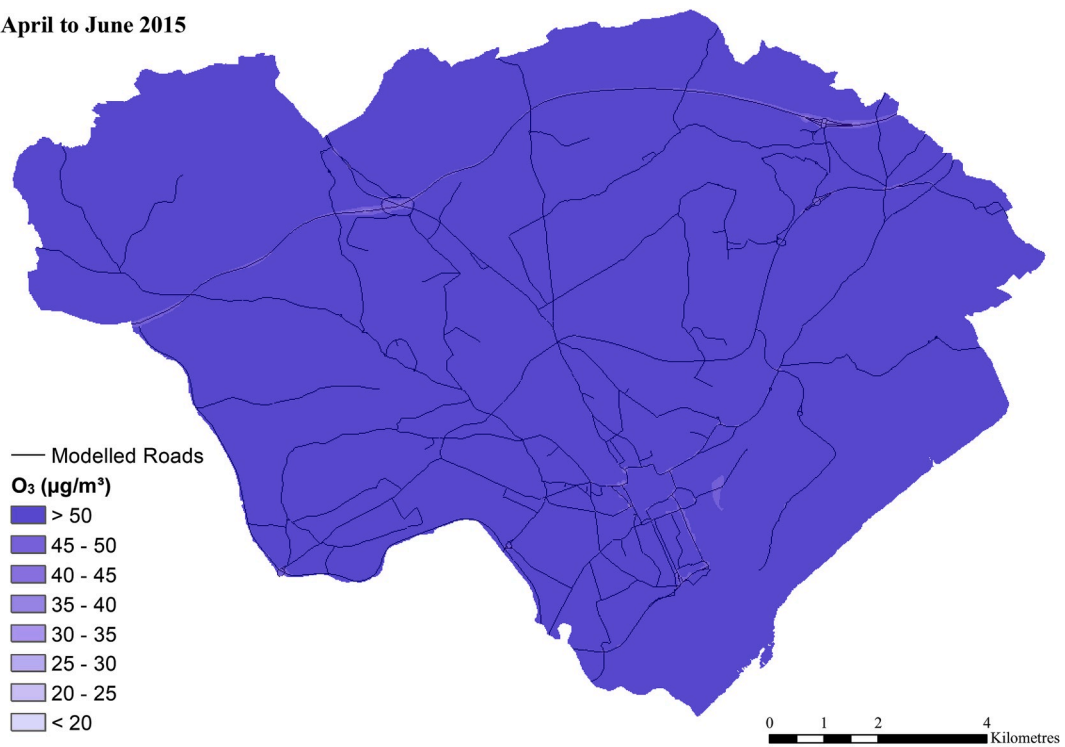 April to June 2015
Modelled Roads
O₃ (µg/m³)
> 50
45 - 50
40 - 45
35 - 40
30 - 35
25 - 30
20 - 25
< 20
0 1 2 4
Kilometres